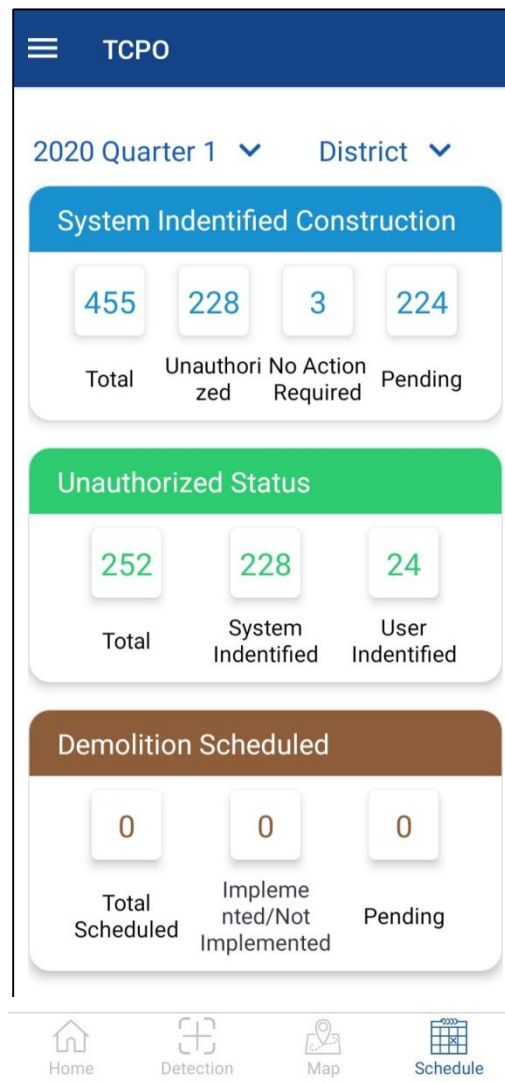 TCPO
2020 Quarter 1 District
System Indentified Construction
455 228 3 224
Total Unauthori
zed No Action
Required Pending
Unauthorized Status
252 228 24
Total System
Indentified User
Indentified
Demolition Scheduled
0 0 0
Total
Scheduled Impleme
nted/Not
Implemented Pending
Home Detection Map Schedule